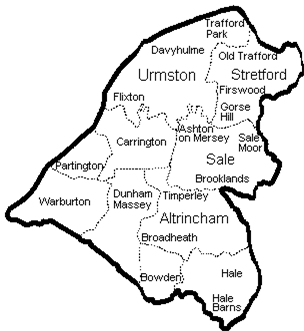 Trafford
Park
Davyhulme
Old Trafford
Urmston
Stretford
Firswood
Flixton
Gorse
Hill
Ashton
on Mersey
Sale
Moor
Carrington
Sale
Partington
Brooklands
Warburton
Dunham
Massey
Timperley
Altrincham
Broadheath
Bowden
Hale
Hale
Barns